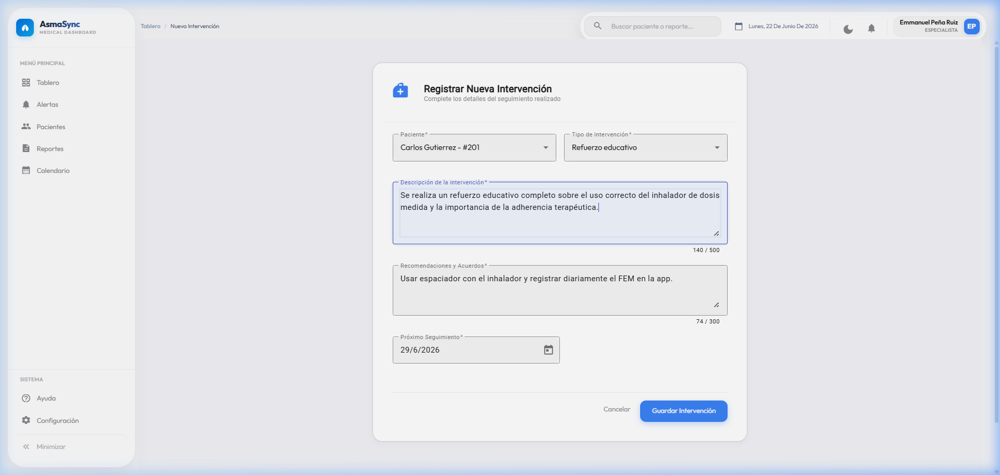 AsmaSync
MEDICAL DASHBOARD
Tablero / Nueva Intervención
Buscar paciente o reporte...
Lunes, 22 De Junio De 2026
Emmanuel Peña Ruiz
ESPECIALISTA
EP
MENÚ PRINCIPAL
Tablero
Alertas
Pacientes
Reportes
Calendario
SISTEMA
Ayuda
Configuración
Minimizar
Registrar Nueva Intervención
Complete los detalles del seguimiento realizado
Paciente*
Carlos Gutierrez - #201
Tipo de Intervención*
Refuerzo educativo
Descripción de la intervención*
Se realiza un refuerzo educativo completo sobre el uso correcto del inhalador de dosis
medida y la importancia de la adherencia terapéutica.
140 / 500
Recomendaciones y Acuerdos*
Usar espaciador con el inhalador y registrar diariamente el FEM en la app.
74 / 300
Próximo Seguimiento*
29/6/2026
Cancelar
Guardar Intervención